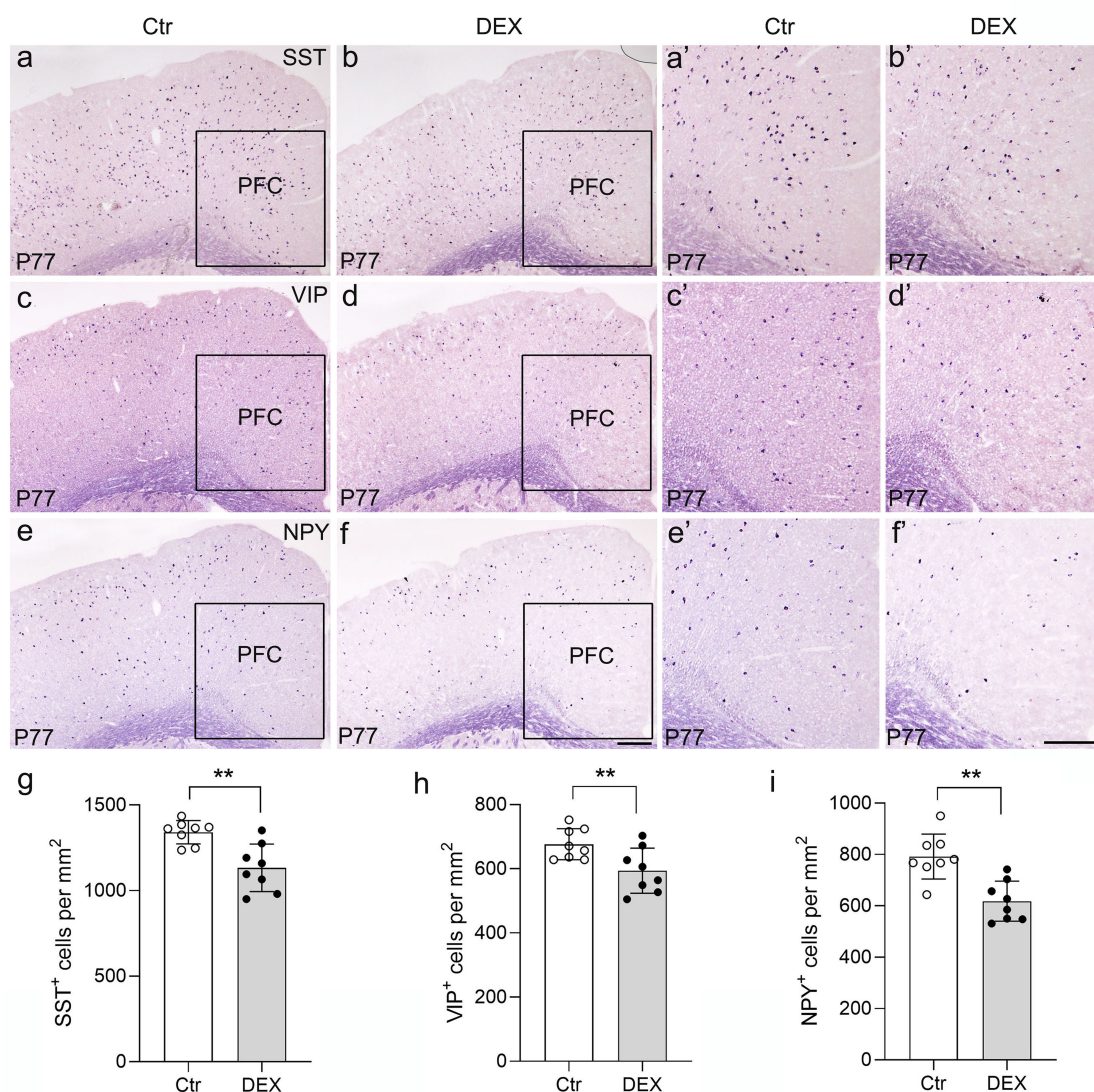 Ctr DEX Ctr DEX
a SST b a’ b’
PFC PFC
P77 P77 P77 P77
c VIP d c’ d’
PFC PFC
P77 P77 P77 P77
e NPY f e’ f’
PFC PFC
P77 P77 P77 P77
g ** h ** i **
SST+ cells per mm2
1500
1000
500
0
Ctr DEX
VIP+ cells per mm2
800
600
400
200
0
Ctr DEX
NPY+ cells per mm2
1000
800
600
400
200
0
Ctr DEX